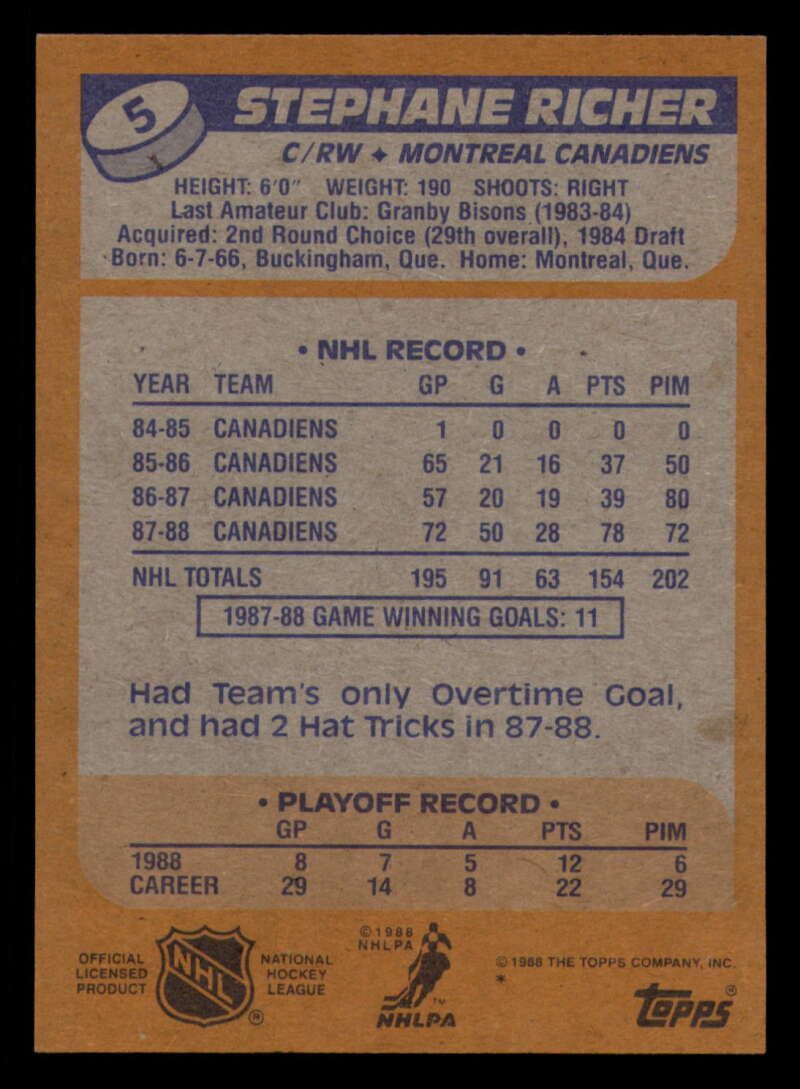 5
STEPHANE RICHER
C/RW ✦ MONTREAL CANADIENS
HEIGHT: 6'0" WEIGHT: 190 SHOOTS: RIGHT
Last Amateur Club: Granby Bisons (1983-84)
Acquired: 2nd Round Choice (29th overall), 1984 Draft
Born: 6-7-66, Buckingham, Que. Home: Montreal, Que.
• NHL RECORD •
YEAR TEAM GP G A PTS PIM
84-85 CANADIENS 1 0 0 0 0
85-86 CANADIENS 65 21 16 37 50
86-87 CANADIENS 57 20 19 39 80
87-88 CANADIENS 72 50 28 78 72
NHL TOTALS 195 91 63 154 202
1987-88 GAME WINNING GOALS: 11
Had Team's only Overtime Goal,
and had 2 Hat Tricks in 87-88.
• PLAYOFF RECORD •
GP G A PTS PIM
1988 8 7 5 12 6
CAREER 29 14 8 22 29
OFFICIAL
LICENSED
PRODUCT
NHL
®
NATIONAL
HOCKEY
LEAGUE
© 1988
NHLPA
™
NHLPA
© 1988 THE TOPPS COMPANY, INC.
*
topps®